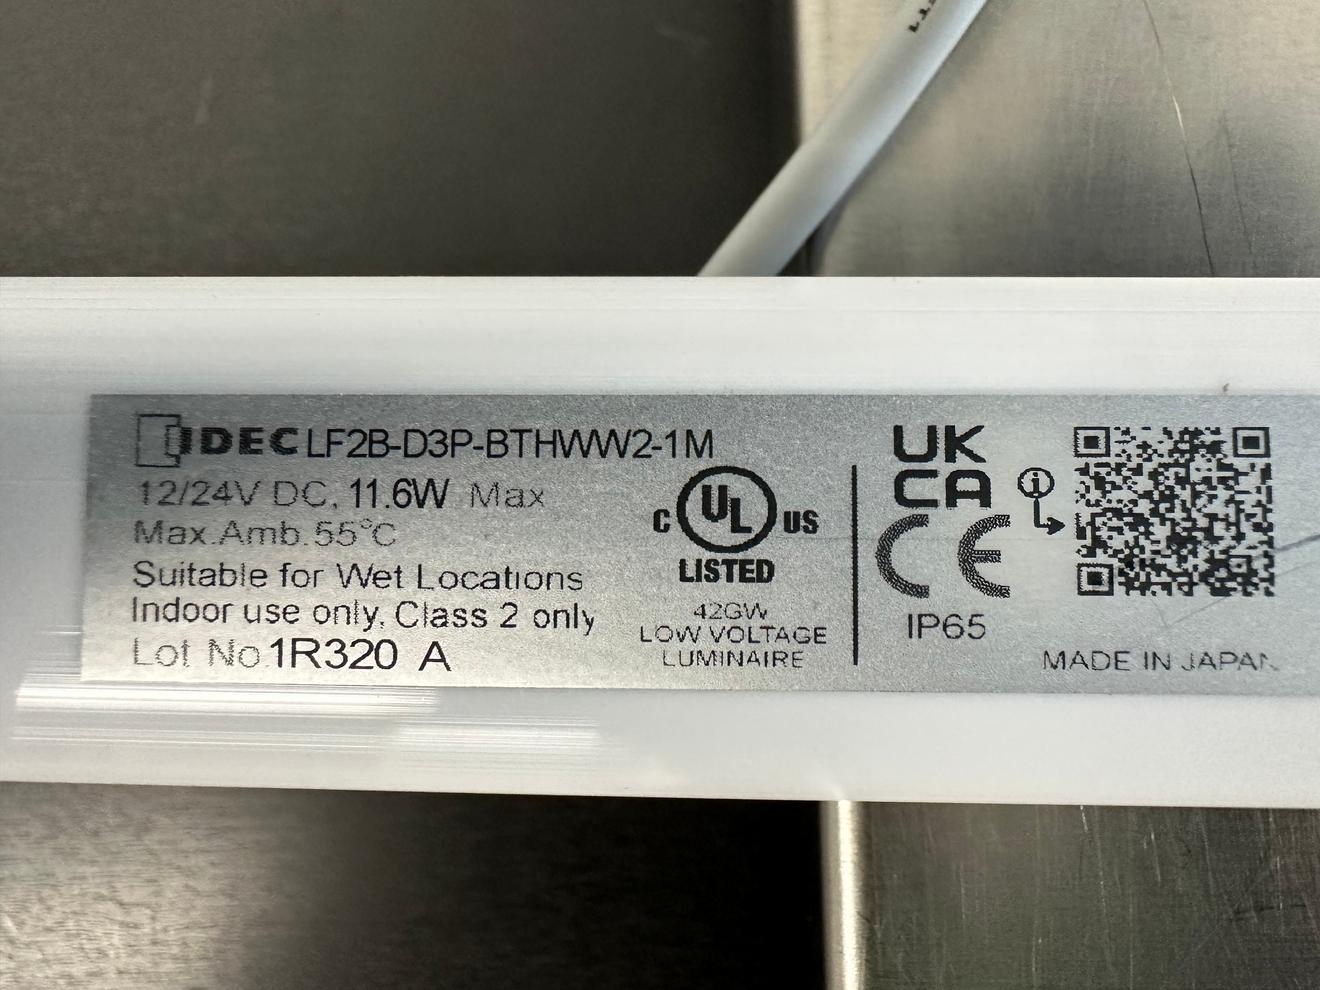 IDEC LF2B-D3P-BTHWW2-1M
12/24V DC, 11.6W Max
Max.Amb.55°C
Suitable for Wet Locations
Indoor use only, Class 2 only
Lot No 1R320 A
C UL US
LISTED
42GW
LOW VOLTAGE
LUMINAIRE
UK
CA
CE
IP65
i
MADE IN JAPAN